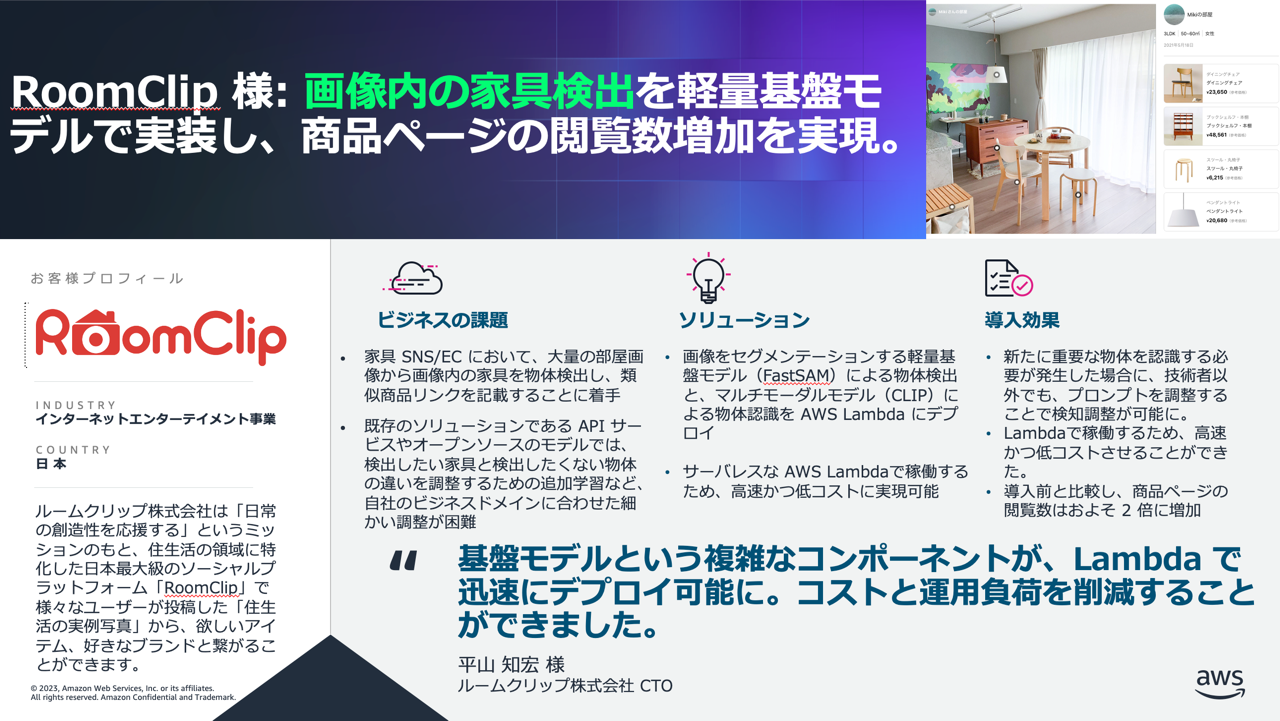 RoomClip 様: 画像内の家具検出を軽量基盤モ
デルで実装し、商品ページの閲覧数増加を実現。
Mikiの部屋
3LDK 50~60㎡ 女性
2021年5月18日
ダイニングチェア
ダイニングチェア
¥23,650 (参考価格)
ブックシェルフ・本棚
ブックシェルフ・本棚
¥48,561 (参考価格)
スツール・丸椅子
スツール・丸椅子
¥6,215 (参考価格)
ペンダントライト
ペンダントライト
¥20,680 (参考価格)
お客様プロフィール
RoomClip
INDUSTRY
インターネットエンターテイメント事業
COUNTRY
日本
ルームクリップ株式会社は「日常
の創造性を応援する」というミッ
ションのもと、住生活の領域に特
化した日本最大級のソーシャルプ
ラットフォーム「RoomClip」で
様々なユーザーが投稿した「住生
活の実例写真」から、欲しいアイ
テム、好きなブランドと繋がるこ
とができます。
© 2023, Amazon Web Services, Inc. or its affiliates.
All rights reserved. Amazon Confidential and Trademark.
ビジネスの課題
• 家具 SNS/EC において、大量の部屋画
像から画像内の家具を物体検出し、類
似商品リンクを記載することに着手
• 既存のソリューションである API サー
ビスやオープンソースのモデルでは、
検出したい家具と検出したくない物体
の違いを調整するための追加学習など、
自社のビジネスドメインに合わせた細
かい調整が困難
ソリューション
• 画像をセグメンテーションする軽量基
盤モデル（FastSAM）による物体検出
と、マルチモーダルモデル（CLIP）に
よる物体認識を AWS Lambda にデプ
ロイ
• サーバレスな AWS Lambdaで稼働する
ため、高速かつ低コストに実現可能
導入効果
• 新たに重要な物体を認識する必
要が発生した場合に、技術者以
外でも、プロンプトを調整する
ことで検知調整が可能に。
• Lambdaで稼働するため、高速
かつ低コストさせることができ
た。
• 導入前と比較し、商品ページの
閲覧数はおよそ 2 倍に増加
“
基盤モデルという複雑なコンポーネントが、Lambda で
迅速にデプロイ可能に。コストと運用負荷を削減すること
ができました。
平山 知宏 様
ルームクリップ株式会社 CTO
aws